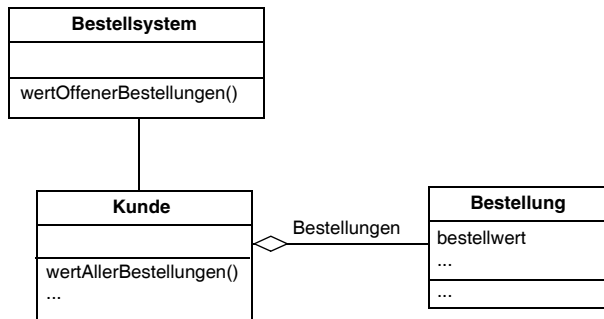 Bestellsystem
wertOffenerBestellungen()
Kunde
wertAllerBestellungen()
...
Bestellungen
Bestellung
bestellwert
...
...